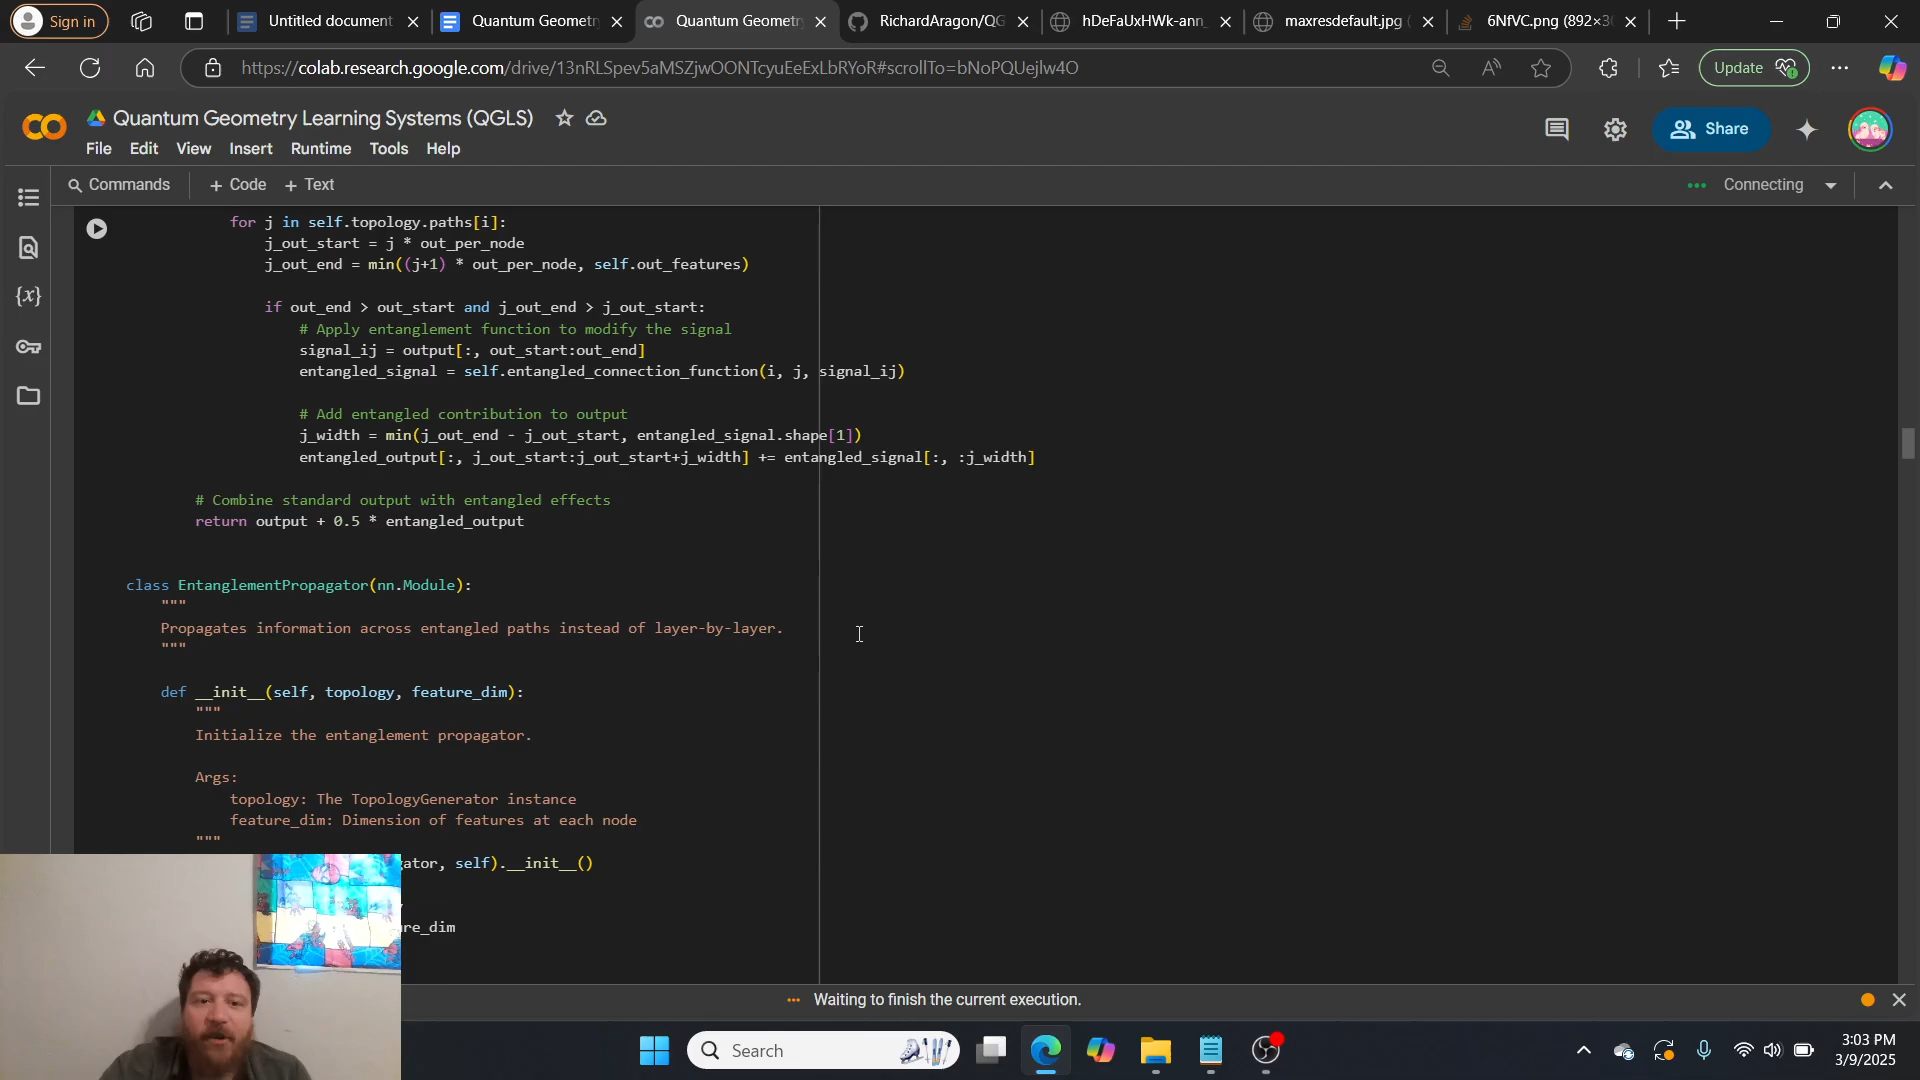 Sign in
Untitled document
Quantum Geometr
Quantum Geometr
RichardAragon/QG
hDeFaUxHWk-ann_
maxresdefault.jpg (
6NfVC.png (892×3
https://colab.research.google.com/drive/13nRLSpev5aMSZjwOONTcyuEeExLbRYoR#scrollTo=bNoPQUejlw4O
Update
Quantum Geometry Learning Systems (QGLS)
File Edit View Insert Runtime Tools Help
Share
Commands + Code + Text
Connecting
for j in self.topology.paths[i]:
j_out_start = j * out_per_node
j_out_end = min((j+1) * out_per_node, self.out_features)
if out_end > out_start and j_out_end > j_out_start:
# Apply entanglement function to modify the signal
signal_ij = output[:, out_start:out_end]
entangled_signal = self.entangled_connection_function(i, j, signal_ij)
# Add entangled contribution to output
j_width = min(j_out_end - j_out_start, entangled_signal.shape[1])
entangled_output[:, j_out_start:j_out_start+j_width] += entangled_signal[:, :j_width]
# Combine standard output with entangled effects
return output + 0.5 * entangled_output
class EntanglementPropagator(nn.Module):
"""
Propagates information across entangled paths instead of layer-by-layer.
"""
def __init__(self, topology, feature_dim):
"""
Initialize the entanglement propagator.
Args:
topology: The TopologyGenerator instance
feature_dim: Dimension of features at each node
"""
ator, self).__init__()
re_dim
Waiting to finish the current execution.
Search
3:03 PM
3/9/2025